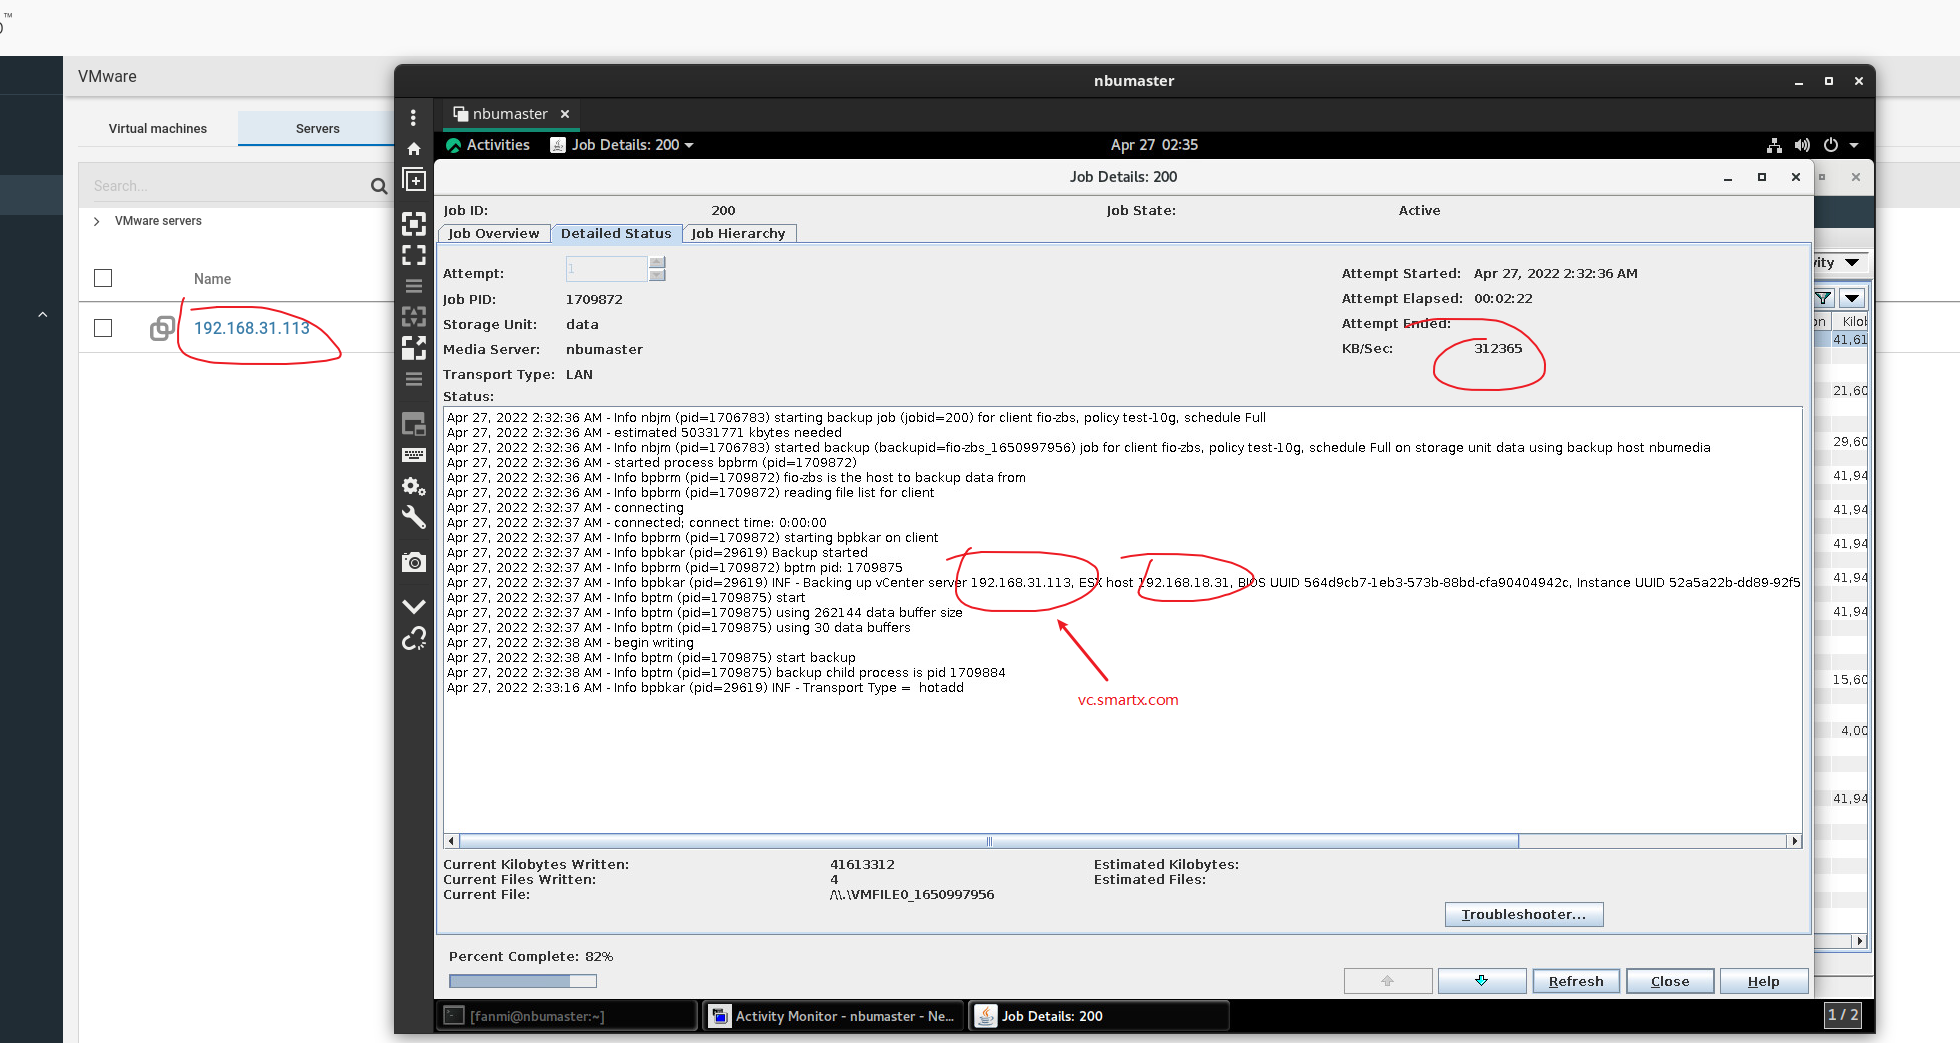 ™
VMware
Virtual machines
Servers
Search...
VMware servers
Name
192.168.31.113
nbumaster
nbumaster
Activities
Job Details: 200
Apr 27 02:35
Job Details: 200
Job ID: 200 Job State: Active
Job Overview Detailed Status Job Hierarchy
Attempt: 1 Attempt Started: Apr 27, 2022 2:32:36 AM
Job PID: 1709872 Attempt Elapsed: 00:02:22
Storage Unit: data Attempt Ended:
Media Server: nbumaster KB/Sec: 312365
Transport Type: LAN
Status:
Apr 27, 2022 2:32:36 AM - Info nbjm (pid=1706783) starting backup job (jobid=200) for client fio-zbs, policy test-10g, schedule Full
Apr 27, 2022 2:32:36 AM - estimated 50331771 kbytes needed
Apr 27, 2022 2:32:36 AM - Info nbjm (pid=1706783) started backup (backupid=fio-zbs_1650997956) job for client fio-zbs, policy test-10g, schedule Full on storage unit data using backup host nbumedia
Apr 27, 2022 2:32:36 AM - started process bpbrm (pid=1709872)
Apr 27, 2022 2:32:36 AM - Info bpbrm (pid=1709872) fio-zbs is the host to backup data from
Apr 27, 2022 2:32:36 AM - Info bpbrm (pid=1709872) reading file list for client
Apr 27, 2022 2:32:37 AM - connecting
Apr 27, 2022 2:32:37 AM - connected; connect time: 0:00:00
Apr 27, 2022 2:32:37 AM - Info bpbrm (pid=1709872) starting bpbkar on client
Apr 27, 2022 2:32:37 AM - Info bpbkar (pid=29619) Backup started
Apr 27, 2022 2:32:37 AM - Info bpbrm (pid=1709872) bptm pid: 1709875
Apr 27, 2022 2:32:37 AM - Info bpbkar (pid=29619) INF - Backing up vCenter server 192.168.31.113, ESX host 192.168.18.31, BIOS UUID 564d9cb7-1eb3-573b-88bd-cfa90404942c, Instance UUID 52a5a22b-dd89-92f5
Apr 27, 2022 2:32:37 AM - Info bptm (pid=1709875) start
Apr 27, 2022 2:32:37 AM - Info bptm (pid=1709875) using 262144 data buffer size
Apr 27, 2022 2:32:37 AM - Info bptm (pid=1709875) using 30 data buffers
Apr 27, 2022 2:32:38 AM - begin writing
Apr 27, 2022 2:32:38 AM - Info bptm (pid=1709875) start backup
Apr 27, 2022 2:32:38 AM - Info bptm (pid=1709875) backup child process is pid 1709884
Apr 27, 2022 2:33:16 AM - Info bpbkar (pid=29619) INF - Transport Type = hotadd
vc.smartx.com
Current Kilobytes Written: 41613312 Estimated Kilobytes:
Current Files Written: 4 Estimated Files:
Current File: /\\.\VMFILE0_1650997956
Troubleshooter...
Percent Complete: 82%
Refresh Close Help
vity
on Kilob
41,61
21,60
29,60
41,94
41,94
41,94
41,94
41,94
15,60
4,00
41,94
[fanmi@nbumaster:~]
Activity Monitor - nbumaster - Ne...
Job Details: 200
1 / 2